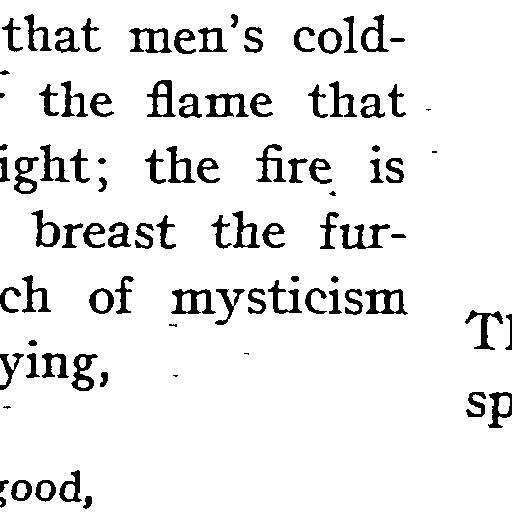 that men's cold-
the flame that
ight; the fire is
breast the fur-
ch of mysticism
ying,
good,
Th
sp